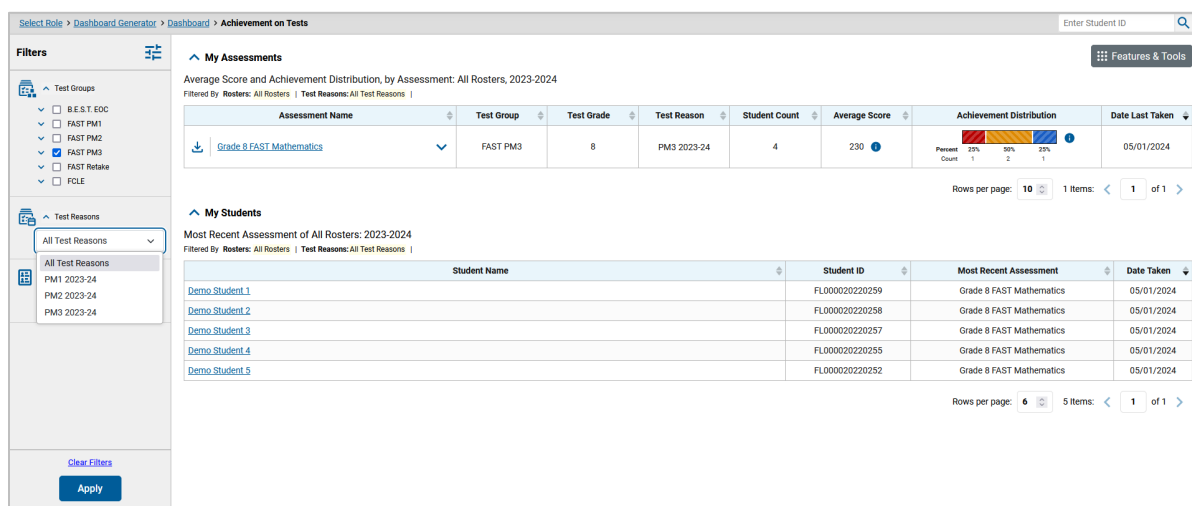 Select Role > Dashboard Generator > Dashboard > Achievement on Tests
Enter Student ID
Filters
Test Groups
B.E.S.T. EOC
FAST PM1
FAST PM2
FAST PM3
FAST Retake
FCLE
Test Reasons
All Test Reasons
All Test Reasons
PM1 2023-24
PM2 2023-24
PM3 2023-24
Clear Filters
Apply
My Assessments
Features & Tools
Average Score and Achievement Distribution, by Assessment: All Rosters, 2023-2024
Filtered By Rosters: All Rosters | Test Reasons: All Test Reasons |
Assessment Name Test Group Test Grade Test Reason Student Count Average Score Achievement Distribution Date Last Taken
Grade 8 FAST Mathematics FAST PM3 8 PM3 2023-24 4 230 05/01/2024
Percent 25% 50% 25%
Count 1 2 1
Rows per page: 10 1 Items: 1 of 1
My Students
Most Recent Assessment of All Rosters: 2023-2024
Filtered By Rosters: All Rosters | Test Reasons: All Test Reasons |
Student Name Student ID Most Recent Assessment Date Taken
Demo Student 1 FL000020220259 Grade 8 FAST Mathematics 05/01/2024
Demo Student 2 FL000020220258 Grade 8 FAST Mathematics 05/01/2024
Demo Student 3 FL000020220257 Grade 8 FAST Mathematics 05/01/2024
Demo Student 4 FL000020220255 Grade 8 FAST Mathematics 05/01/2024
Demo Student 5 FL000020220252 Grade 8 FAST Mathematics 05/01/2024
Rows per page: 6 5 Items: 1 of 1